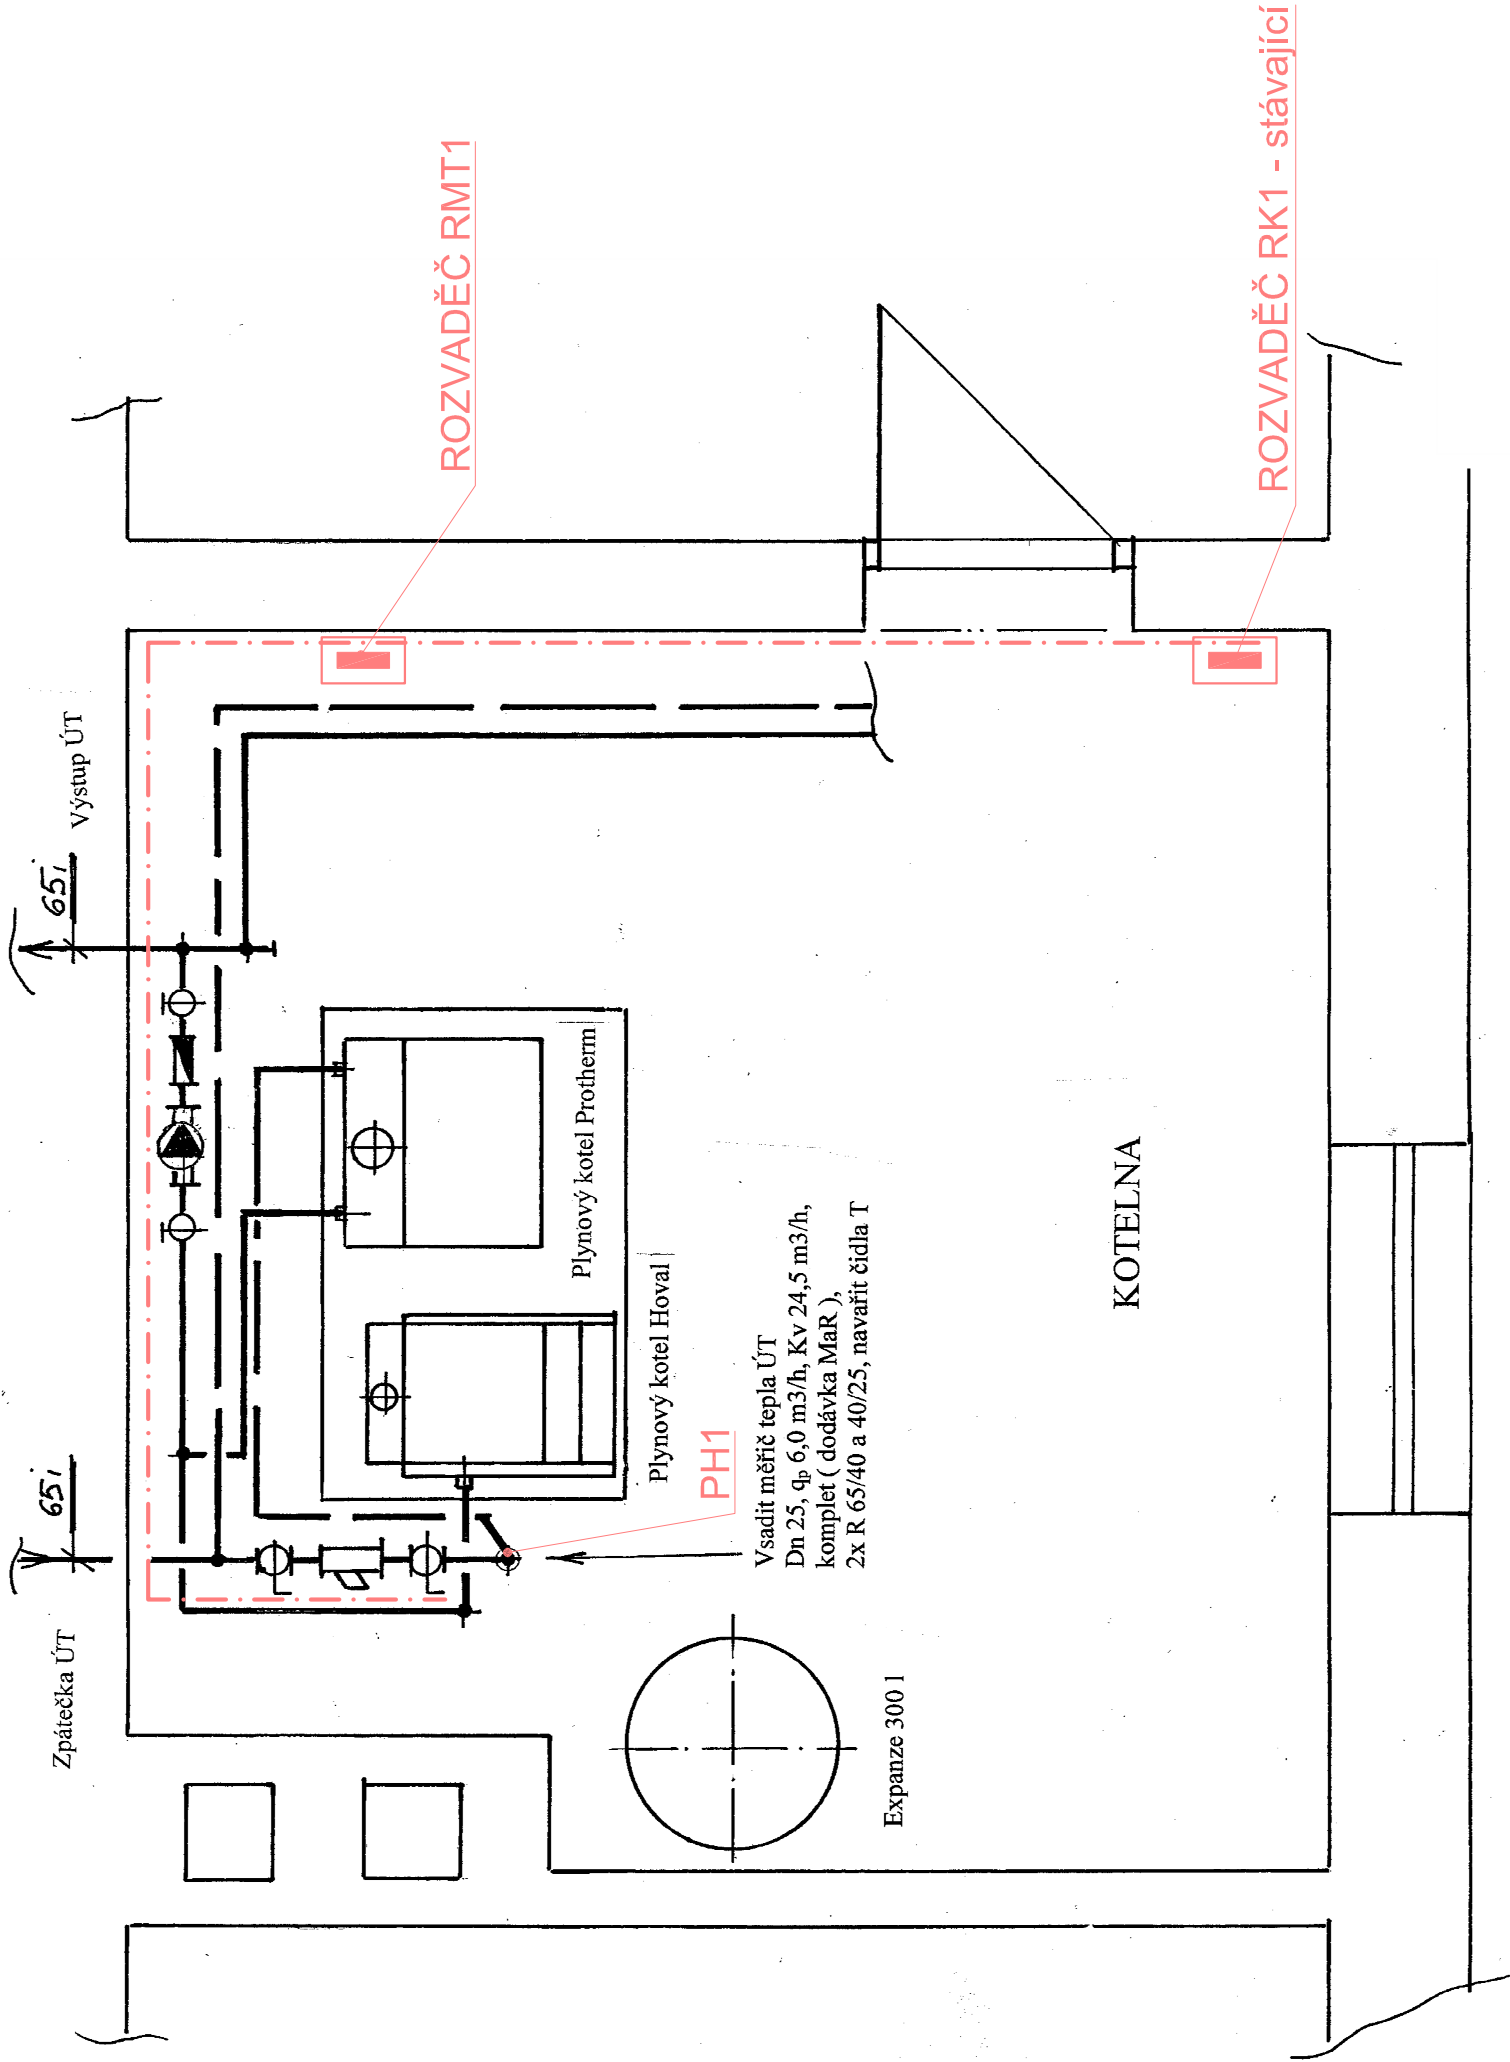 Zpátečka ÚT
65i
65i
Výstup ÚT
ROZVADĚČ RMT1
Plynový kotel Protherm
Plynový kotel Hoval
PH1
Vsadit měřič tepla ÚT
Dn 25, qp 6,0 m3/h, Kv 24,5 m3/h,
komplet ( dodávka MaR ),
2x R 65/40 a 40/25, navařit čidla T
Expanze 300 l
KOTELNA
ROZVADĚČ RK1 - stávající